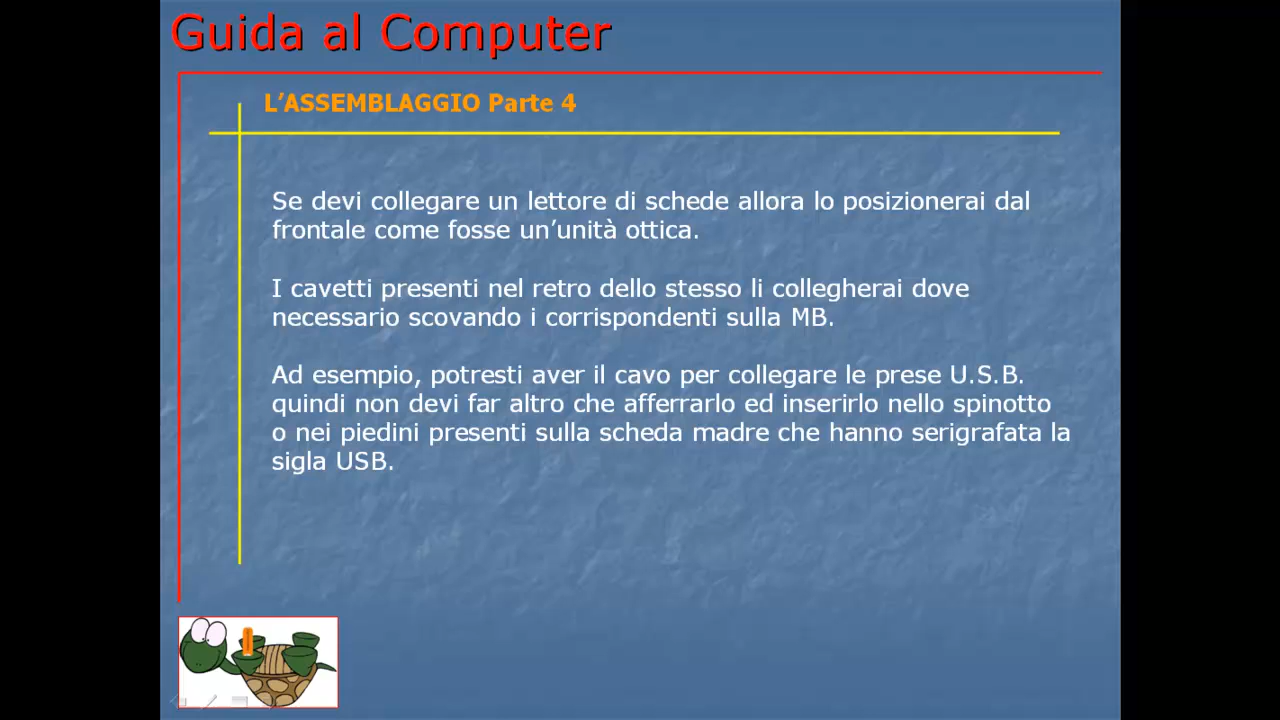 Guida al Computer
L’ASSEMBLAGGIO Parte 4
Se devi collegare un lettore di schede allora lo posizionerai dal
frontale come fosse un’unità ottica.
I cavetti presenti nel retro dello stesso li collegherai dove
necessario scovando i corrispondenti sulla MB.
Ad esempio, potresti aver il cavo per collegare le prese U.S.B.
quindi non devi far altro che afferrarlo ed inserirlo nello spinotto
o nei piedini presenti sulla scheda madre che hanno serigrafata la
sigla USB.